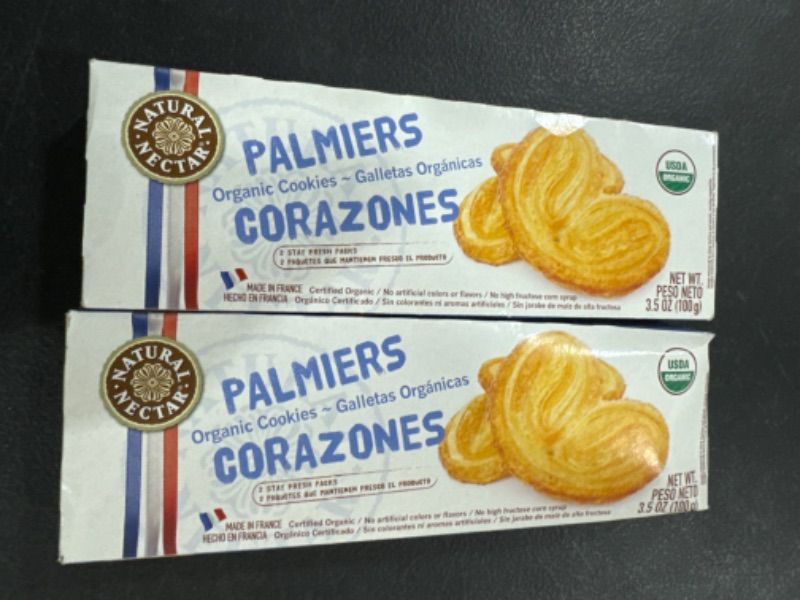 NATURAL
NECTAR
PALMIERS
Organic Cookies ~ Galletas Orgánicas
CORAZONES
2 STAY FRESH PACKS
2 PAQUETES QUE MANTIENEN FRESCO EL PRODUCTO
MADE IN FRANCE Certified Organic / No artificial colors or flavors / No high fructose corn syrup
HECHO EN FRANCIA Orgánico Certificado / Sin colorantes ni aromas artificiales / Sin jarabe de maíz de alta fructosa
USDA
ORGANIC
NET WT.
PESO NETO
3.5 OZ (100g)
NATURAL
NECTAR
PALMIERS
Organic Cookies ~ Galletas Orgánicas
CORAZONES
2 STAY FRESH PACKS
2 PAQUETES QUE MANTIENEN FRESCO EL PRODUCTO
MADE IN FRANCE Certified Organic / No artificial colors or flavors / No high fructose corn syrup
HECHO EN FRANCIA Orgánico Certificado / Sin colorantes ni aromas artificiales / Sin jarabe de maíz de alta fructosa
USDA
ORGANIC
NET WT.
PESO NETO
3.5 OZ (100g)